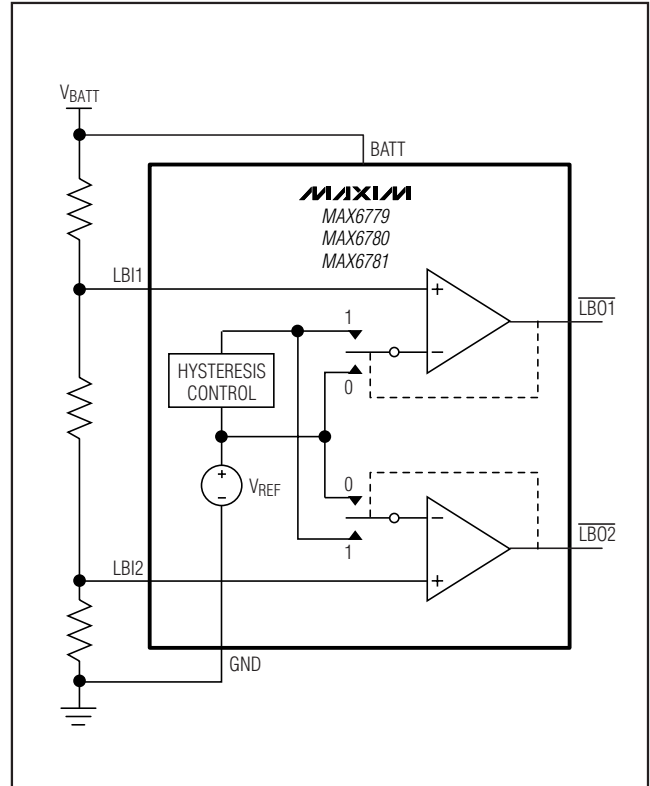 VBATT
BATT
MAXIM
MAX6779
MAX6780
MAX6781
LBI1
+
LBO1
1
−
HYSTERESIS
CONTROL
0
+
−
VREF
0
−
LBO2
1
LBI2
+
GND